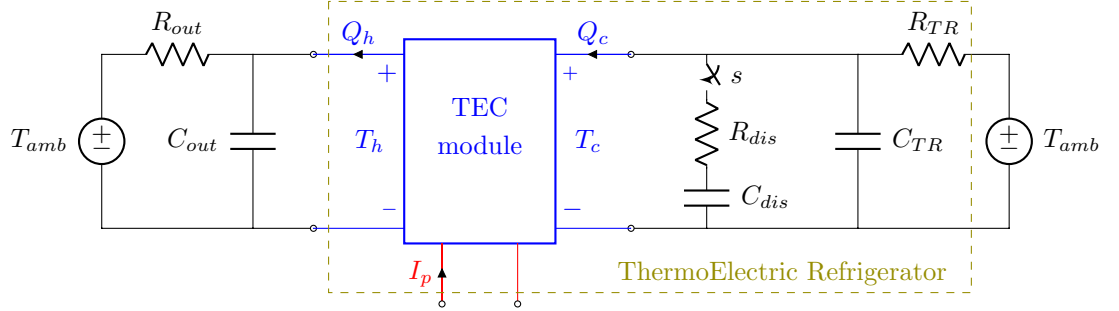 R_out
Q_h
Q_c
R_TR
+
+
s
TEC
module
T_amb
+
−
C_out
T_h
T_c
R_dis
C_TR
+
−
T_amb
C_dis
−
−
I_p
ThermoElectric Refrigerator